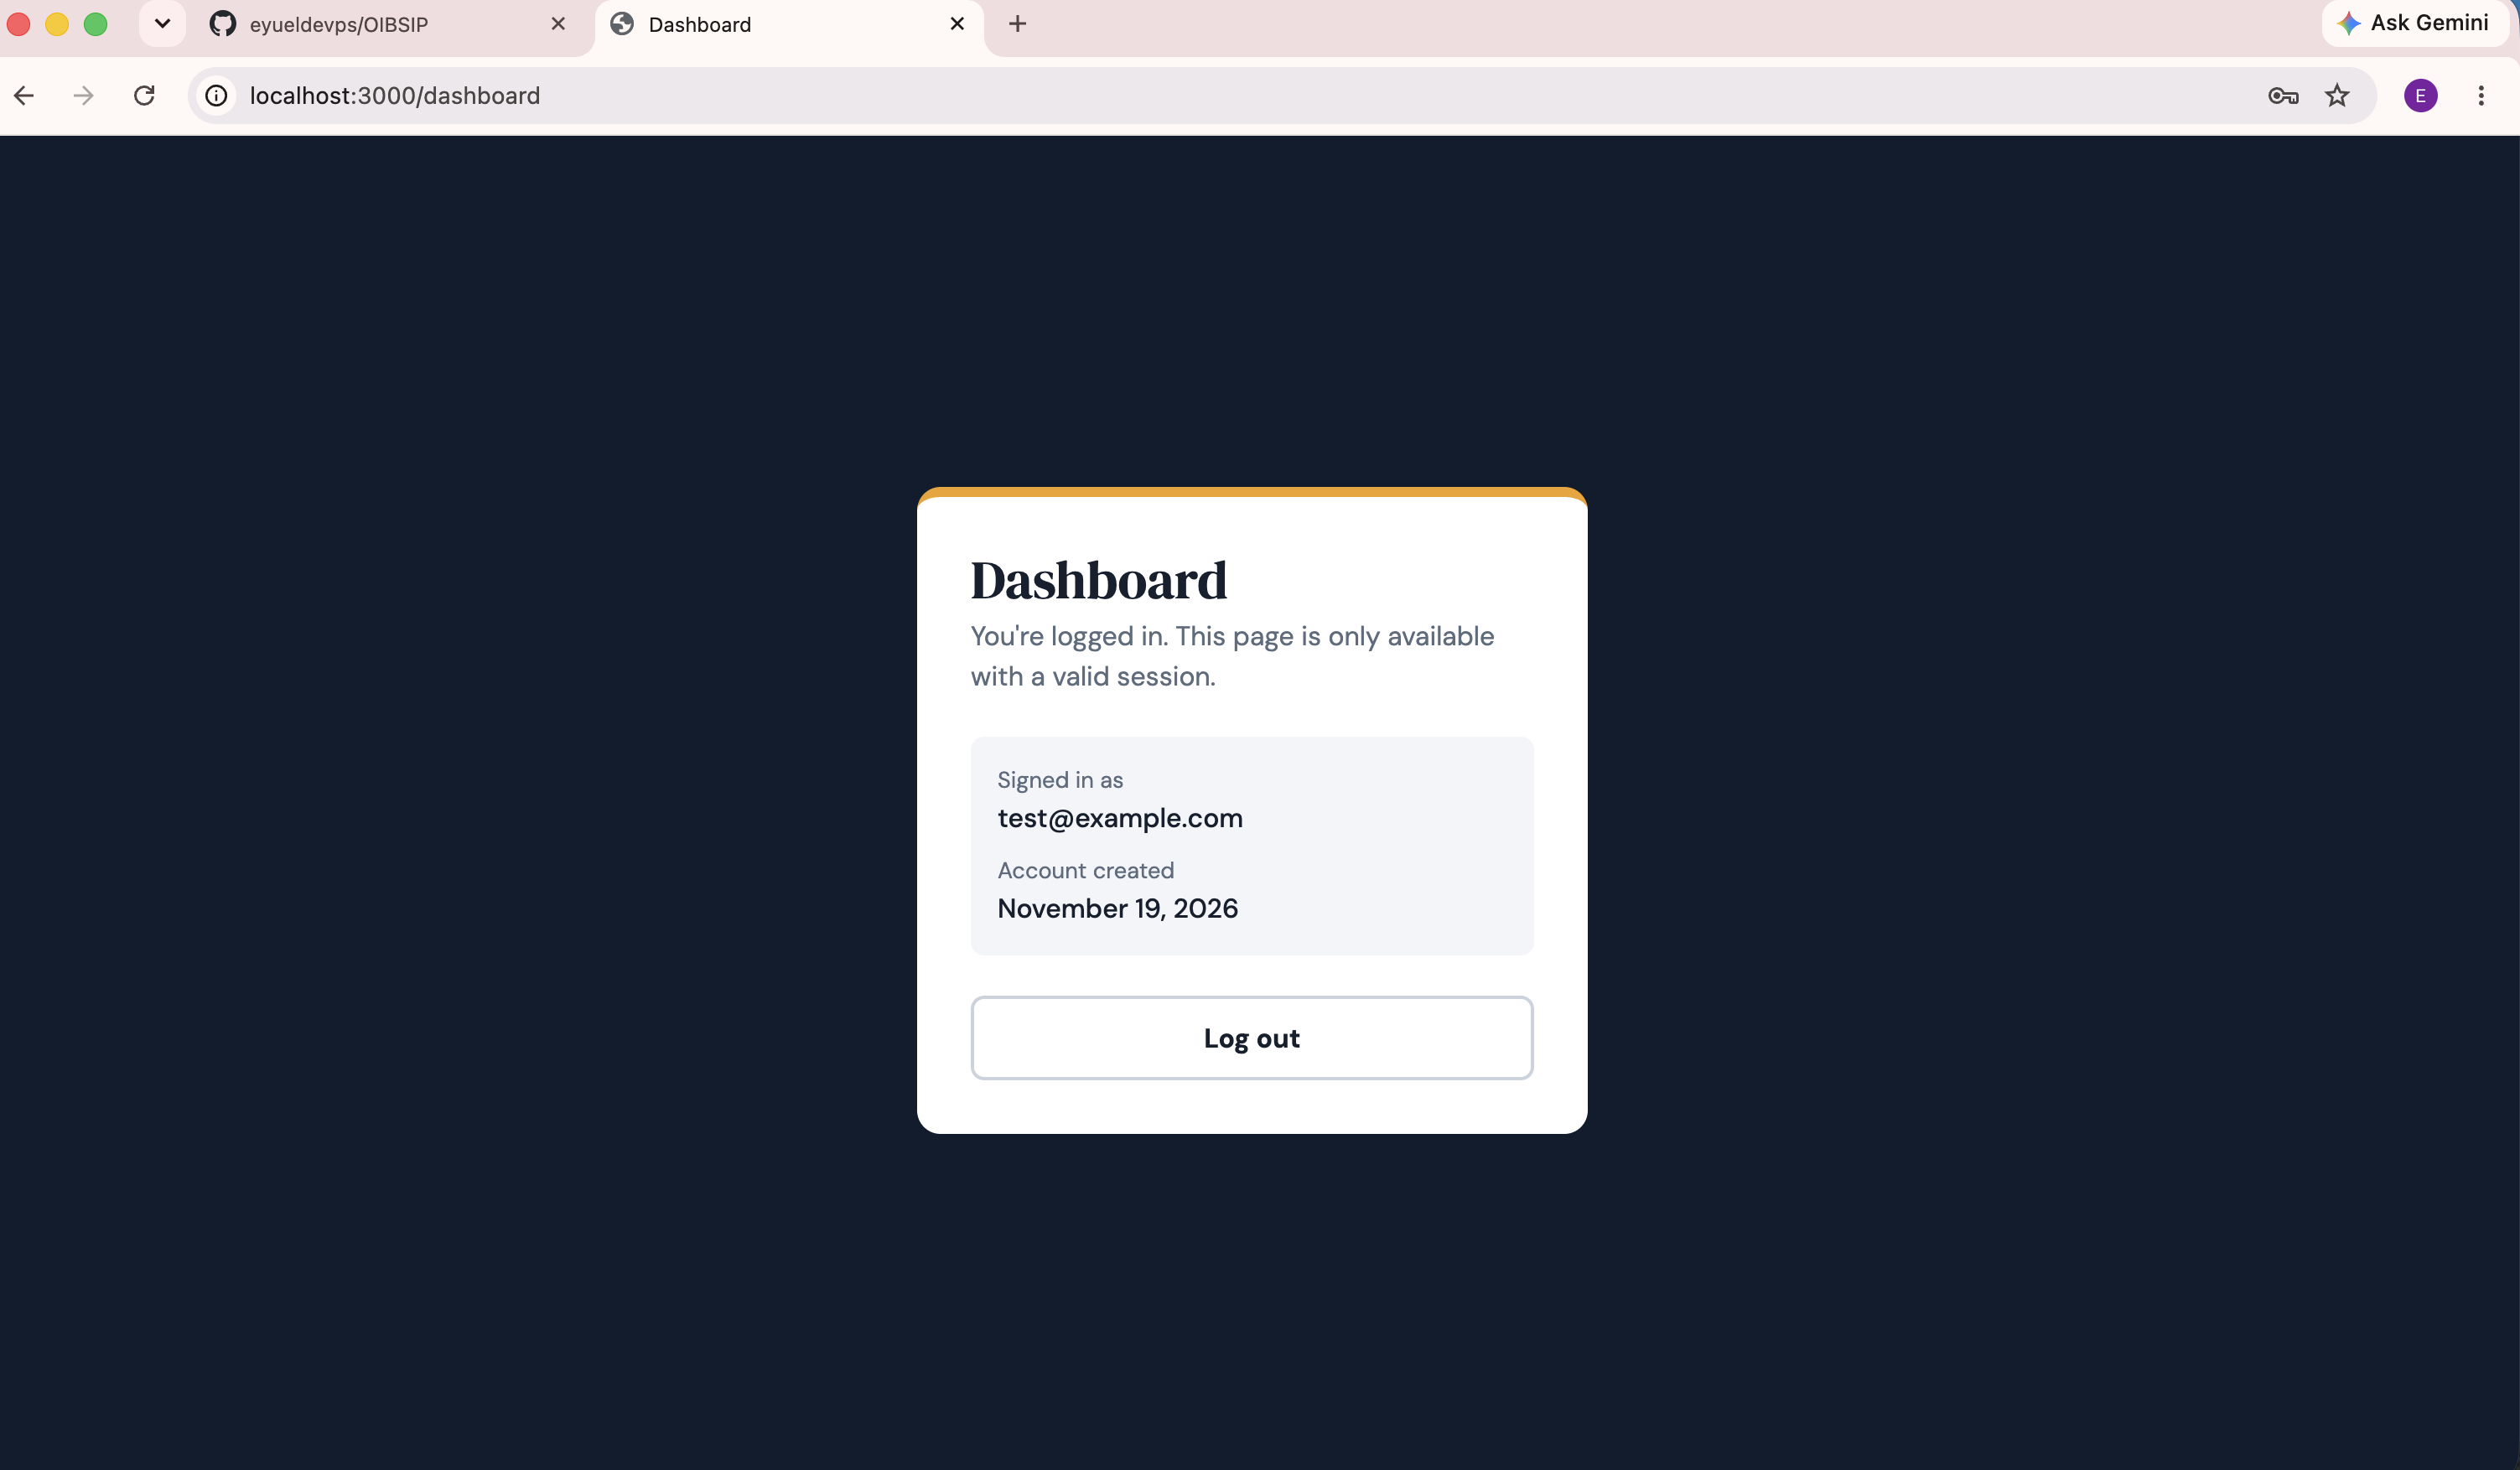 eyueldevps/OIBSIP
Dashboard
Ask Gemini
localhost:3000/dashboard
E
Dashboard
You're logged in. This page is only available
with a valid session.
Signed in as
test@example.com
Account created
November 19, 2026
Log out